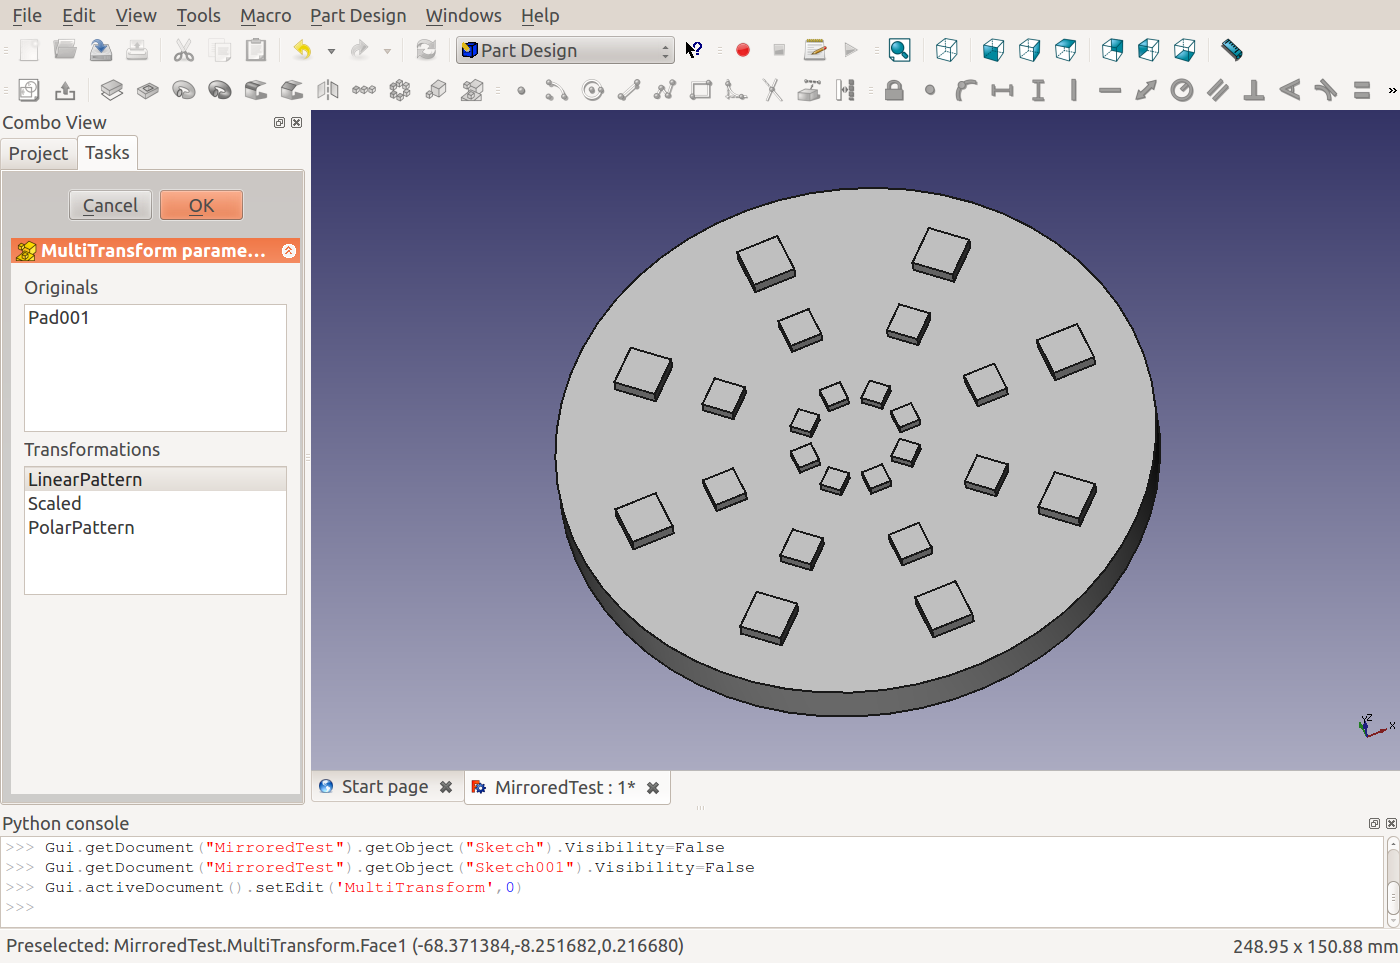 File Edit View Tools Macro Part Design Windows Help
Part Design
»
Combo View
Project Tasks
Cancel OK
MultiTransform parame...
Originals
Pad001
Transformations
LinearPattern
Scaled
PolarPattern
Y Z X
Start page MirroredTest : 1*
Python console
>>> Gui.getDocument("MirroredTest").getObject("Sketch").Visibility=False
>>> Gui.getDocument("MirroredTest").getObject("Sketch001").Visibility=False
>>> Gui.activeDocument().setEdit('MultiTransform',0)
>>>
Preselected: MirroredTest.MultiTransform.Face1 (-68.371384,-8.251682,0.216680) 248.95 x 150.88 mm